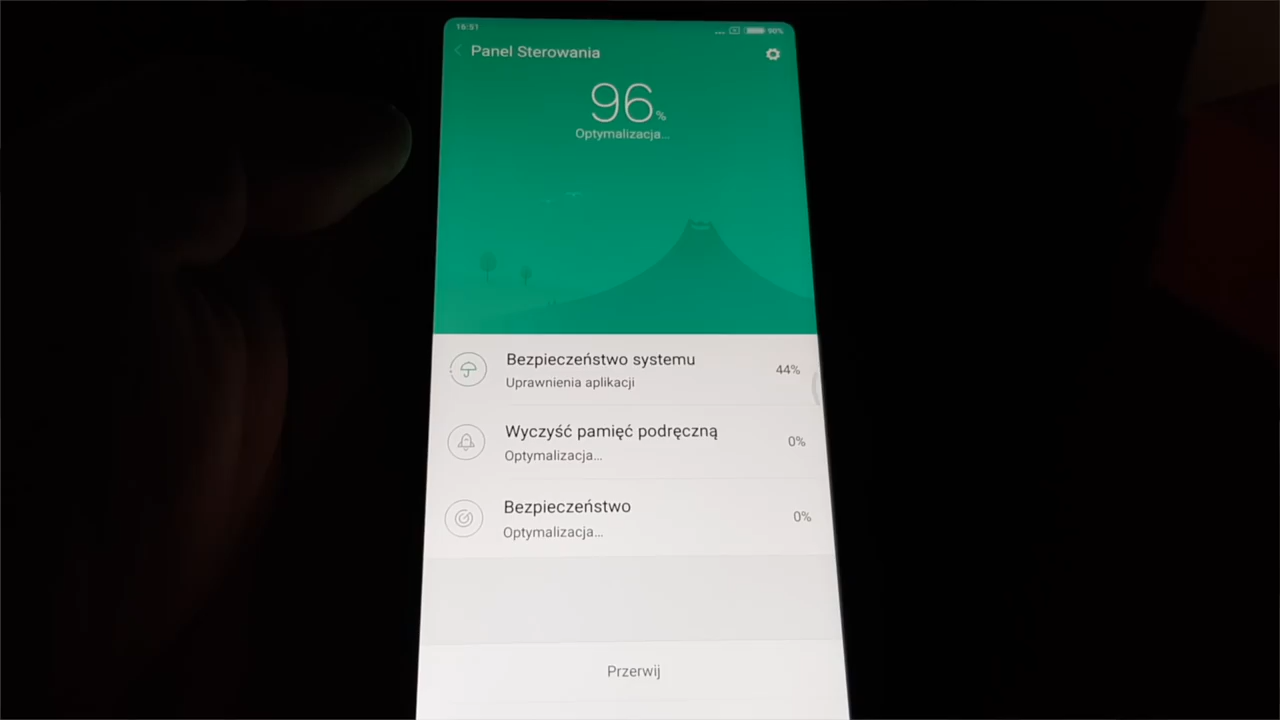 16:51
90%
Panel Sterowania
96%
Optymalizacja...
Bezpieczeństwo systemu
44%
Uprawnienia aplikacji
Wyczyść pamięć podręczną
0%
Optymalizacja...
Bezpieczeństwo
0%
Optymalizacja...
Przerwij